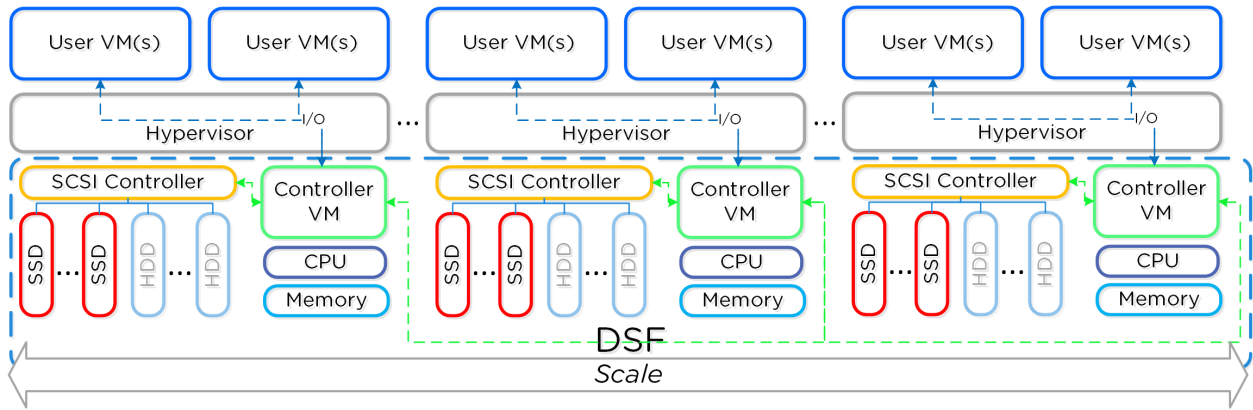 User VM(s) User VM(s) ... User VM(s) User VM(s) User VM(s) User VM(s)
I/O I/O I/O
Hypervisor ... Hypervisor ... Hypervisor
SCSI Controller SCSI Controller SCSI Controller
Controller Controller Controller
VM VM VM
SSD ... SSD HDD ... HDD SSD ... SSD HDD ... HDD SSD ... SSD HDD ... HDD
CPU CPU CPU
Memory Memory Memory
DSF
Scale